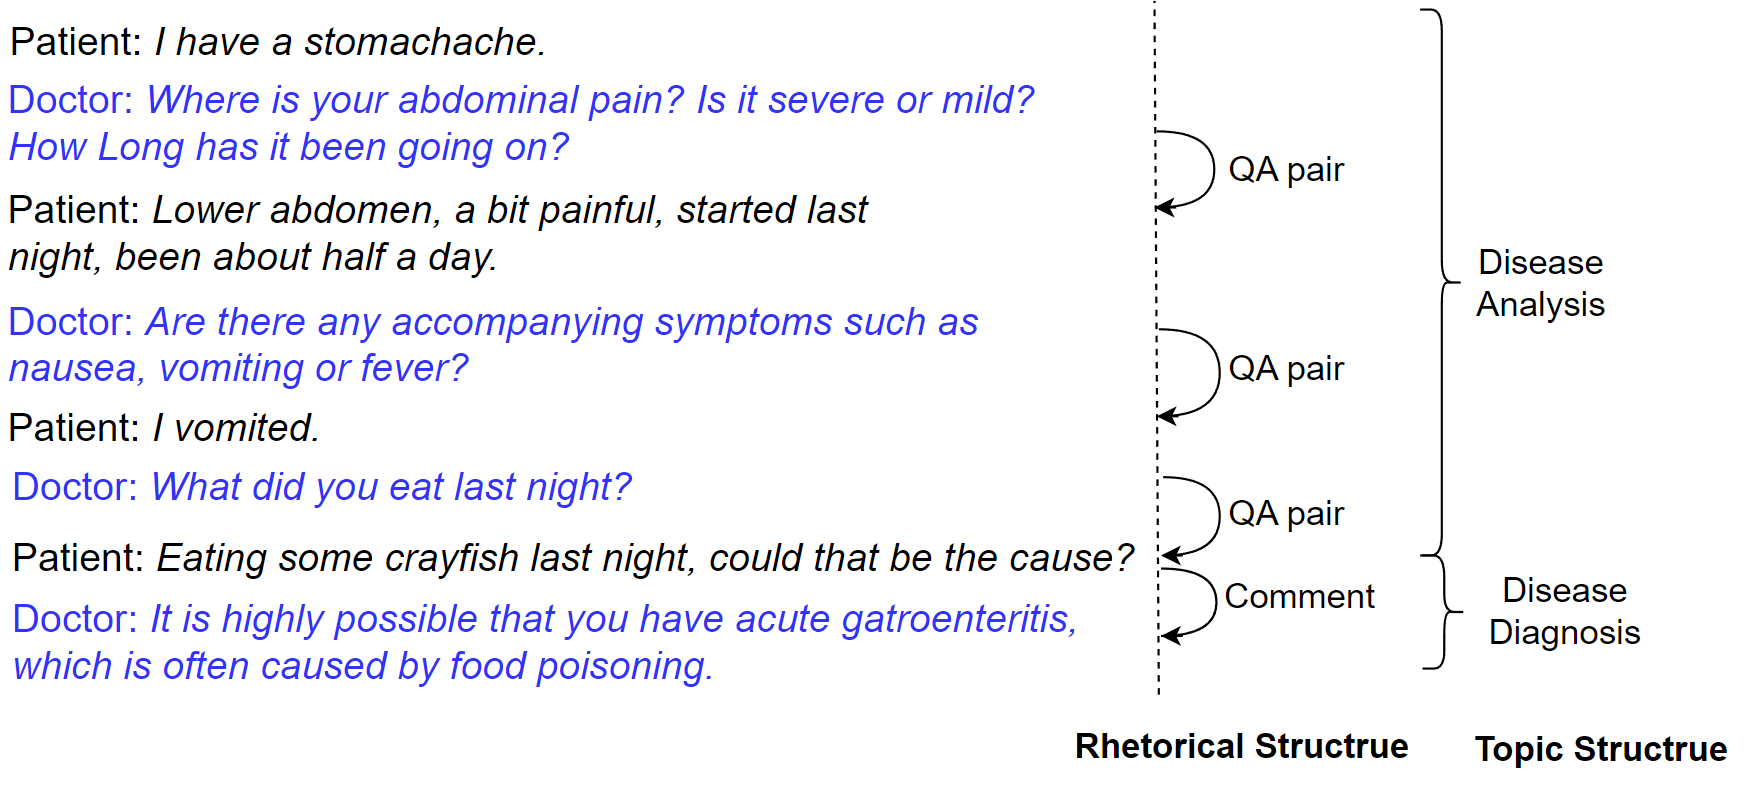 Patient: I have a stomachache.
Doctor: Where is your abdominal pain? Is it severe or mild?
How Long has it been going on?
QA pair
Patient: Lower abdomen, a bit painful, started last
night, been about half a day.
Disease
Analysis
Doctor: Are there any accompanying symptoms such as
nausea, vomiting or fever?
QA pair
Patient: I vomited.
Doctor: What did you eat last night?
QA pair
Patient: Eating some crayfish last night, could that be the cause?
Comment
Disease
Diagnosis
Doctor: It is highly possible that you have acute gatroenteritis,
which is often caused by food poisoning.
Rhetorical Structrue
Topic Structrue